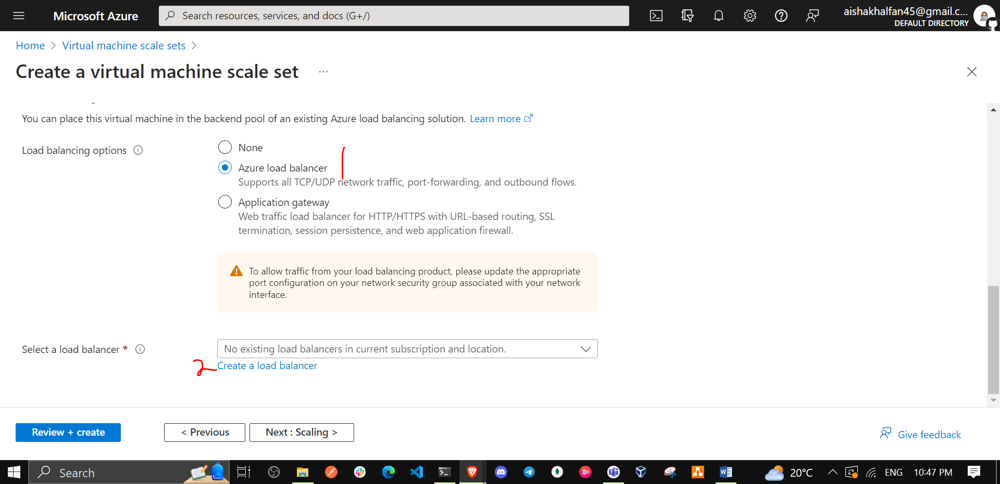 Microsoft Azure
Search resources, services, and docs (G+/)
aishakhalfan45@gmail.c...
DEFAULT DIRECTORY
Home > Virtual machine scale sets >
Create a virtual machine scale set ...
You can place this virtual machine in the backend pool of an existing Azure load balancing solution. Learn more
Load balancing options
None
1
Azure load balancer
Supports all TCP/UDP network traffic, port-forwarding, and outbound flows.
Application gateway
Web traffic load balancer for HTTP/HTTPS with URL-based routing, SSL
termination, session persistence, and web application firewall.
To allow traffic from your load balancing product, please update the appropriate
port configuration on your network security group associated with your network
interface.
Select a load balancer *
No existing load balancers in current subscription and location.
2 Create a load balancer
Review + create
< Previous
Next : Scaling >
Give feedback
Search
20°C
ENG
10:47 PM